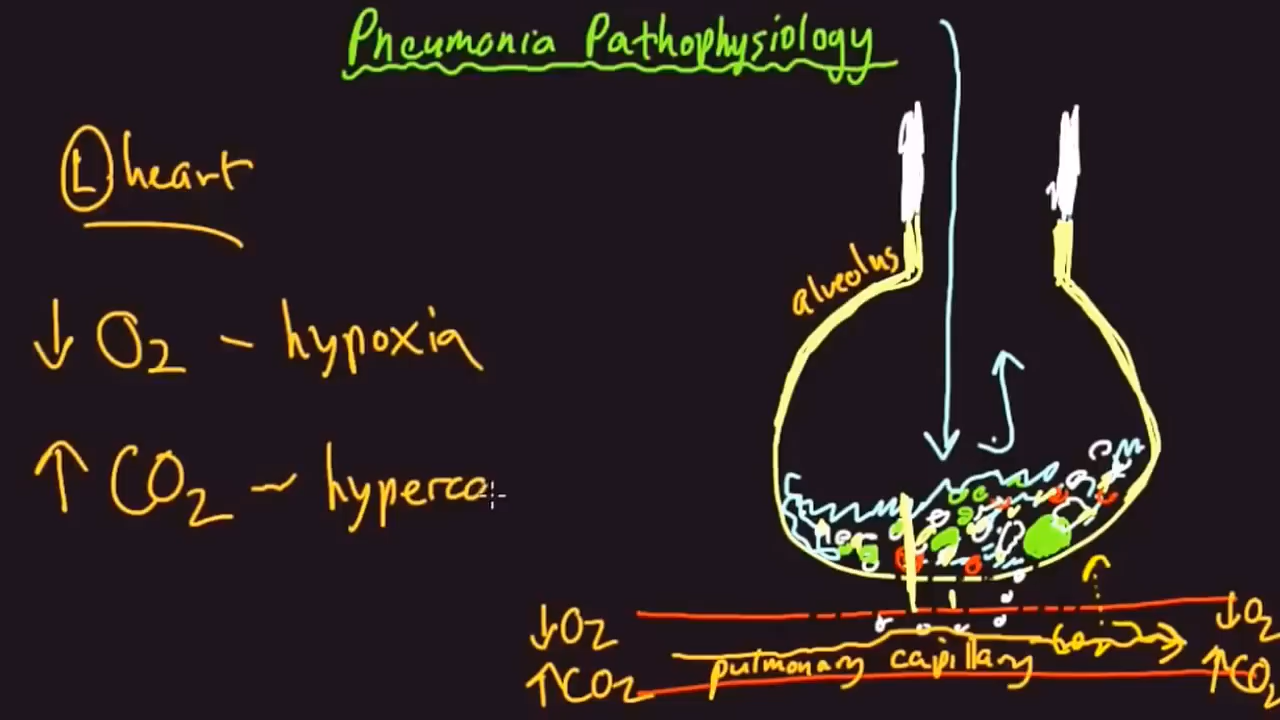 Pneumonia Pathophysiology
Ⓛ heart
alveolus
↓ O₂ - hypoxia
↑ CO₂ - hyperca
↓O₂
↓O₂
pulmonary capillary
↑CO₂
↑CO₂